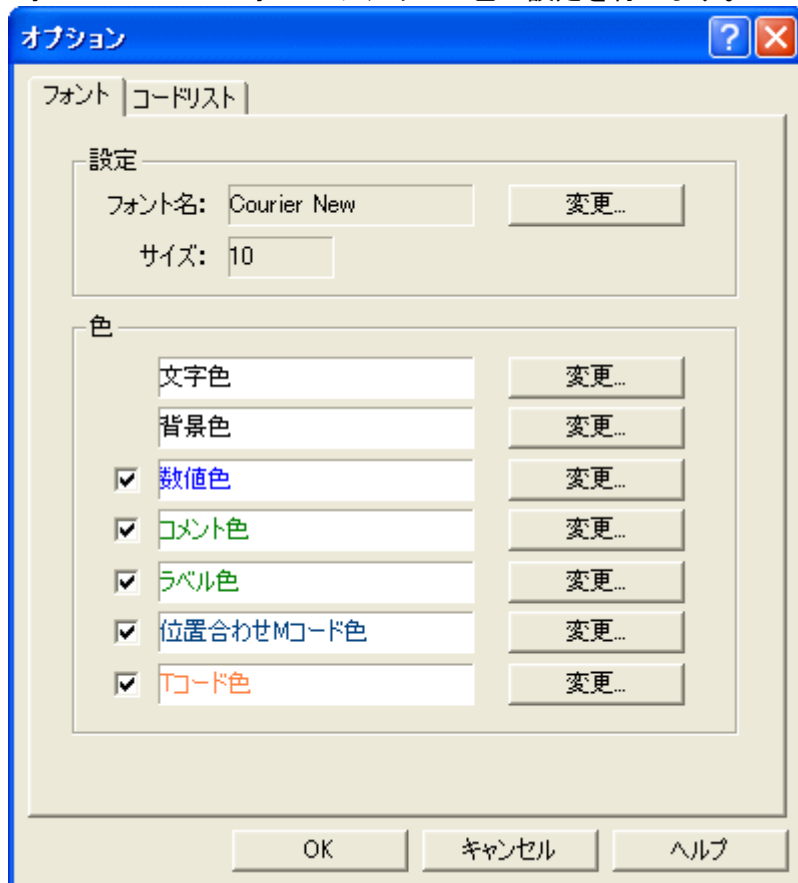 オプション
フォント コードリスト
設定
フォント名: Courier New 変更...
サイズ: 10
色
文字色 変更...
背景色 変更...
数値色 変更...
コメント色 変更...
ラベル色 変更...
位置合わせMコード色 変更...
Tコード色 変更...
OK キャンセル ヘルプ